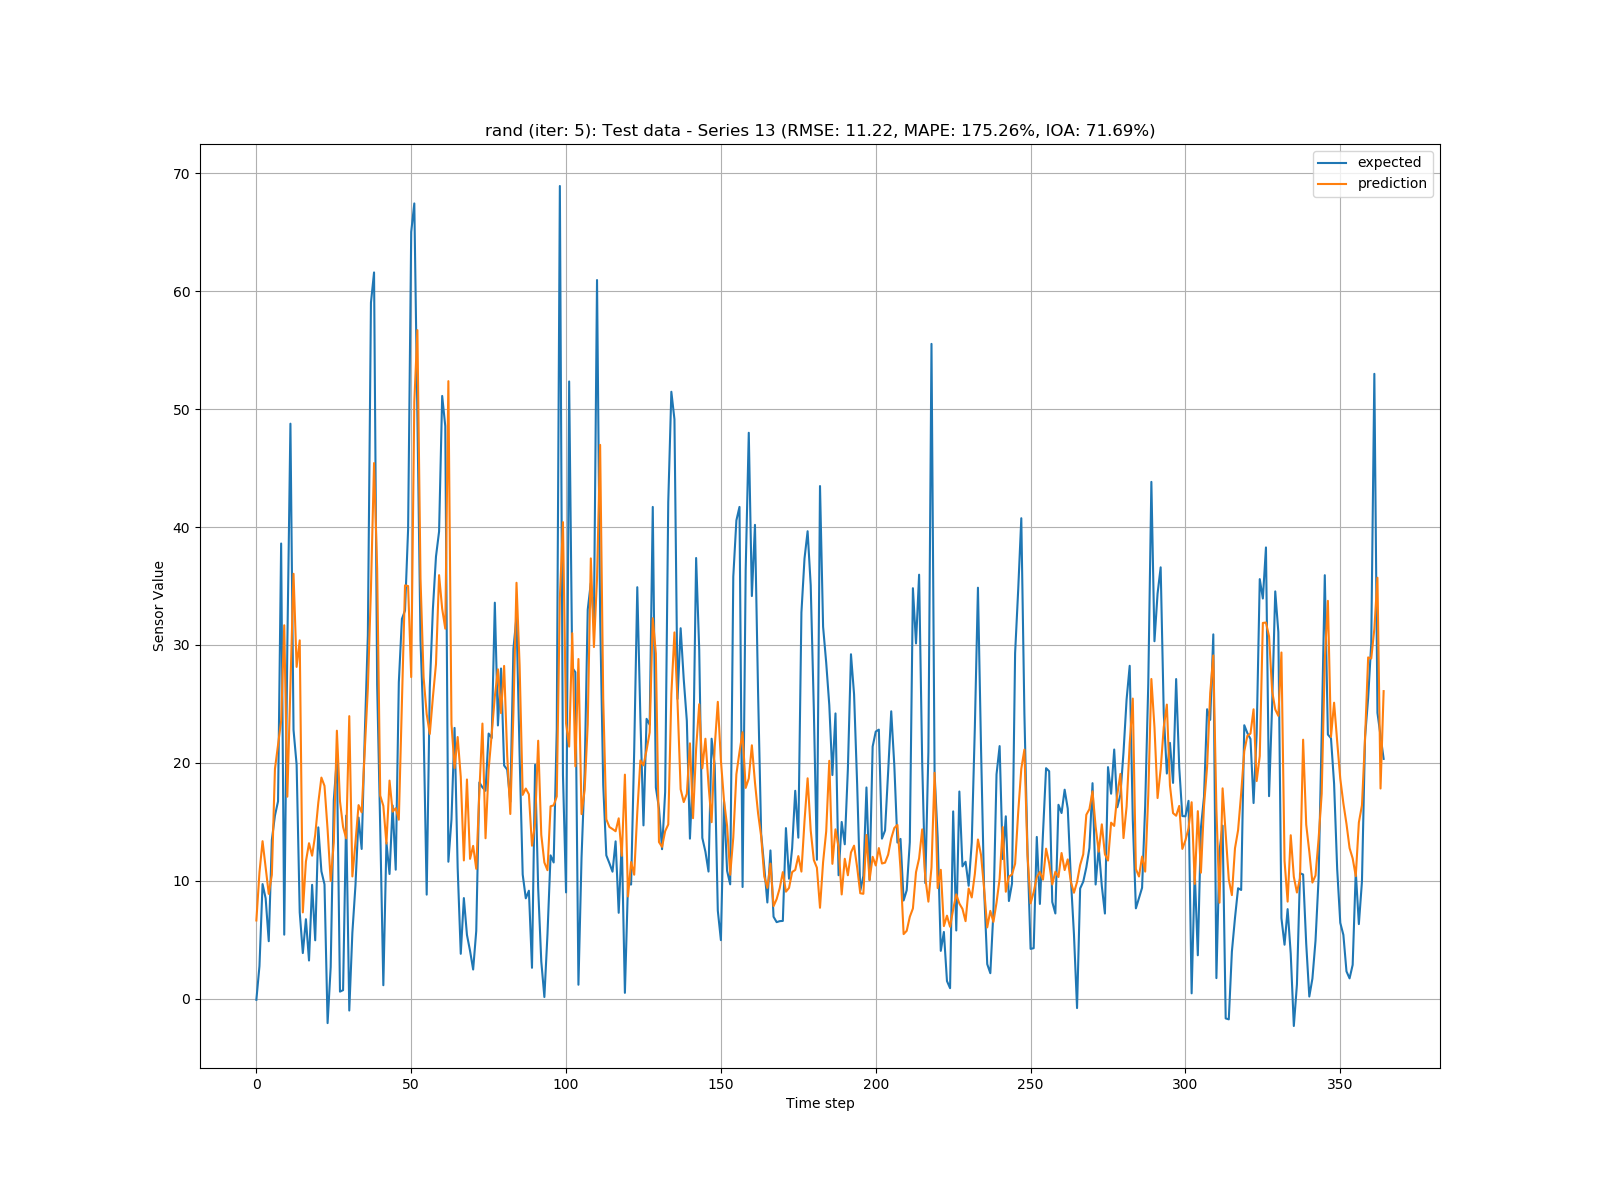 rand (iter: 5): Test data - Series 13 (RMSE: 11.22, MAPE: 175.26%, IOA: 71.69%)
expected
prediction
Sensor Value
70
60
50
40
30
20
10
0
0 50 100 150 200 250 300 350
Time step